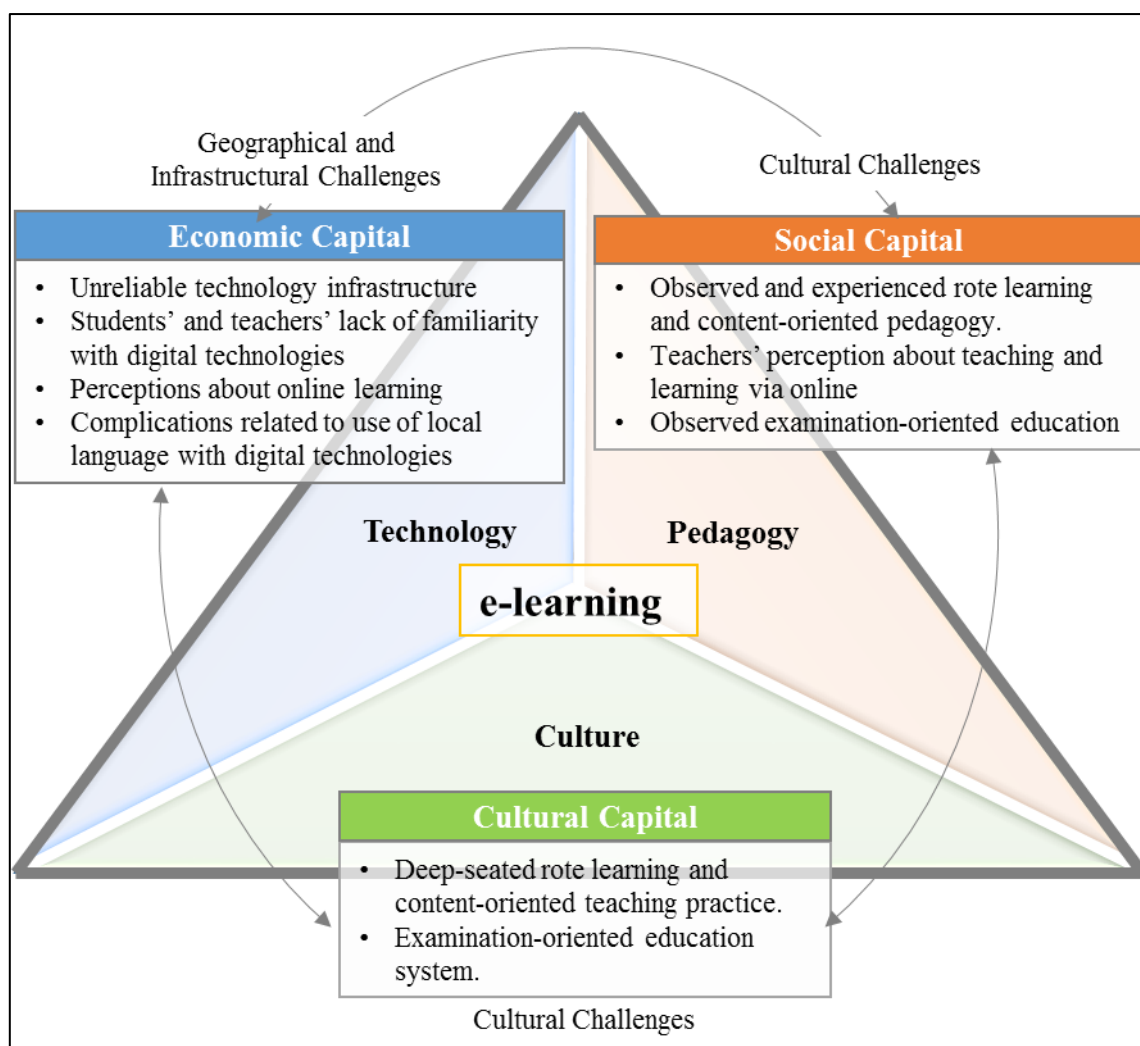 Geographical and
Infrastructural Challenges
Cultural Challenges
Economic Capital
• Unreliable technology infrastructure
• Students’ and teachers’ lack of familiarity
with digital technologies
• Perceptions about online learning
• Complications related to use of local
language with digital technologies
Social Capital
• Observed and experienced rote learning
and content-oriented pedagogy.
• Teachers’ perception about teaching and
learning via online
• Observed examination-oriented education
Technology
Pedagogy
e-learning
Culture
Cultural Capital
• Deep-seated rote learning and
content-oriented teaching practice.
• Examination-oriented education
system.
Cultural Challenges